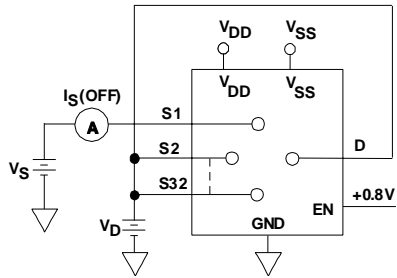 VDD VSS
VDD VSS
IS(OFF)
A
S1
S2
S32
D
VS
VD
GND
EN
+0.8V